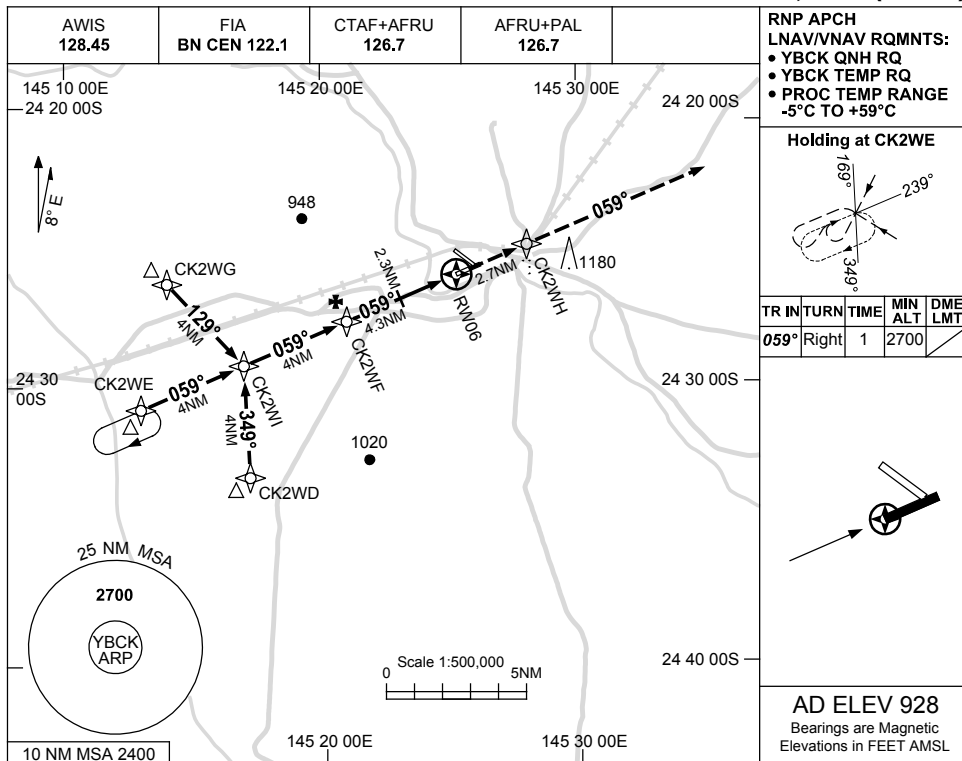 AWIS
128.45
FIA
BN CEN 122.1
CTAF+AFRU
126.7
AFRU+PAL
126.7
RNP APCH
LNAV/VNAV RQMNTS:
• YBCK QNH RQ
• YBCK TEMP RQ
• PROC TEMP RANGE
-5°C TO +59°C
145 10 00E
145 20 00E
145 30 00E
24 20 00S
24 20 00S
8° E
948
059°
1180
CK2WG
129°
4NM
2.3NM
059°
4.3NM
2.7NM
CK2WH
RW06
059°
4NM
CK2WF
24 30
00S
24 30 00S
CK2WE
059°
4NM
CK2WI
349°
4NM
CK2WD
1020
25 NM MSA
2700
YBCK
ARP
Scale 1:500,000
0
5NM
24 40 00S
10 NM MSA 2400
145 20 00E
145 30 00E
Holding at CK2WE
169°
239°
349°
TR IN TURN TIME MIN ALT DME LMT
059° Right 1 2700
AD ELEV 928
Bearings are Magnetic
Elevations in FEET AMSL